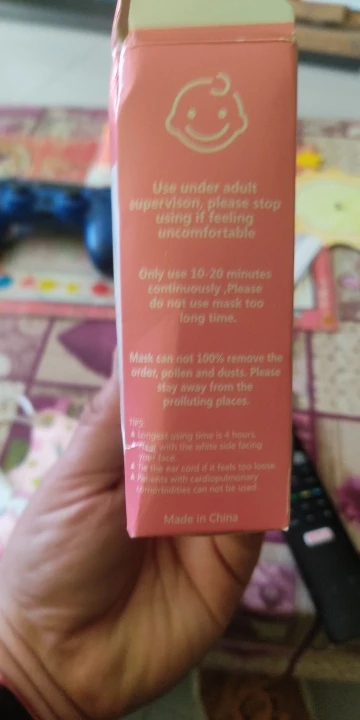 Use under adult
supervison, please stop
using if feeling
uncomfortable
Only use 10-20 minutes
continuously ,Please
do not use mask too
long time.
Mask can not 100% remove the
order, pollen and dusts. Please
stay away from the
prolluting places.
TIPS:
Longest using time is 4 hours.
Wear with the white side facing
your face.
Tie the ear cord if it feels too loose.
Patients with cardiopulmonary
comorbidities can not be used.
Made in China